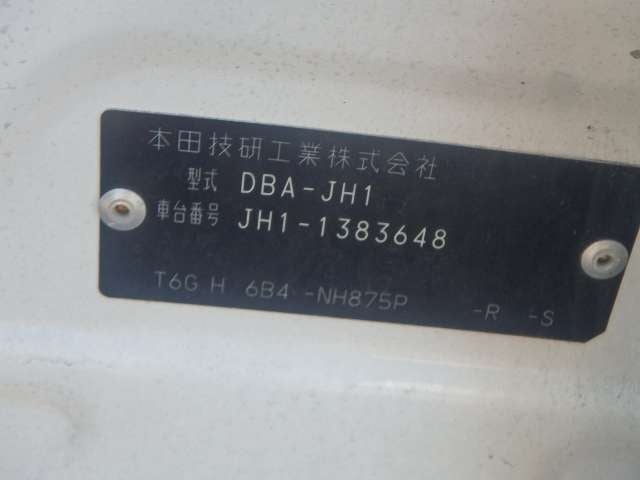 本田技研工業株式会社
型式 DBA-JH1
車台番号 JH1-1383648
T6G H 6B4 -NH875P -R -S